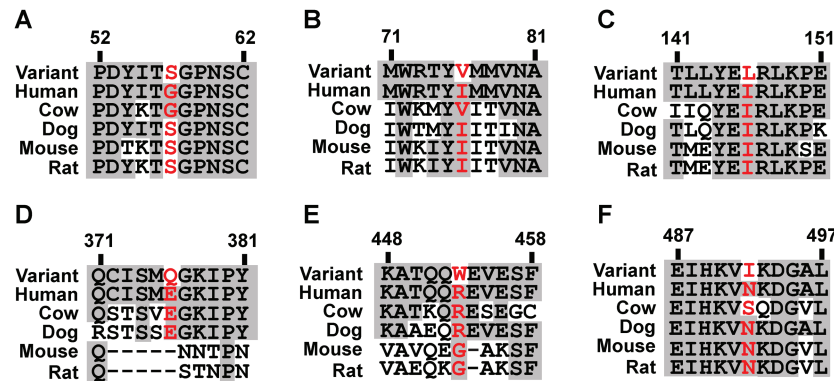 A
52 62
Variant PDYITSGPNSC
Human PDYITGGPNSC
Cow PDYKTGGPNSC
Dog PDYITSGPNSC
Mouse PDTKTSGPNSC
Rat PDYKTSGPNSC
B
71 81
Variant MWRTYVMMVNA
Human MWRTYIMMVNA
Cow IWKMYVITVNA
Dog IWTMYIITINA
Mouse IWKIYIITVNA
Rat IWKIYIITVNA
C
141 151
Variant TLLYELRLKPE
Human TLLYEIRLKPE
Cow IIQYEIRLKPE
Dog TLQYEIRLKPK
Mouse TMEYEIRLKSE
Rat TMEYEIRLKPE
D
371 381
Variant QCISMQGKIPY
Human QCISMEGKIPY
Cow QSTSVEGKIPY
Dog RSTSSEGKIPY
Mouse Q-----NNTPN
Rat Q-----STNPN
E
448 458
Variant KATQQWEVESF
Human KATQQREVESF
Cow KATKQRESEGC
Dog KAAEQREVESF
Mouse VAVQEG-AKSF
Rat VAEQKG-AKSF
F
487 497
Variant EIHKVIKDGAL
Human EIHKVNKDGAL
Cow EIHKVSQDGVL
Dog EIHKVNKDGAL
Mouse EIHKVNKDGVL
Rat EIHKVNKDGVL